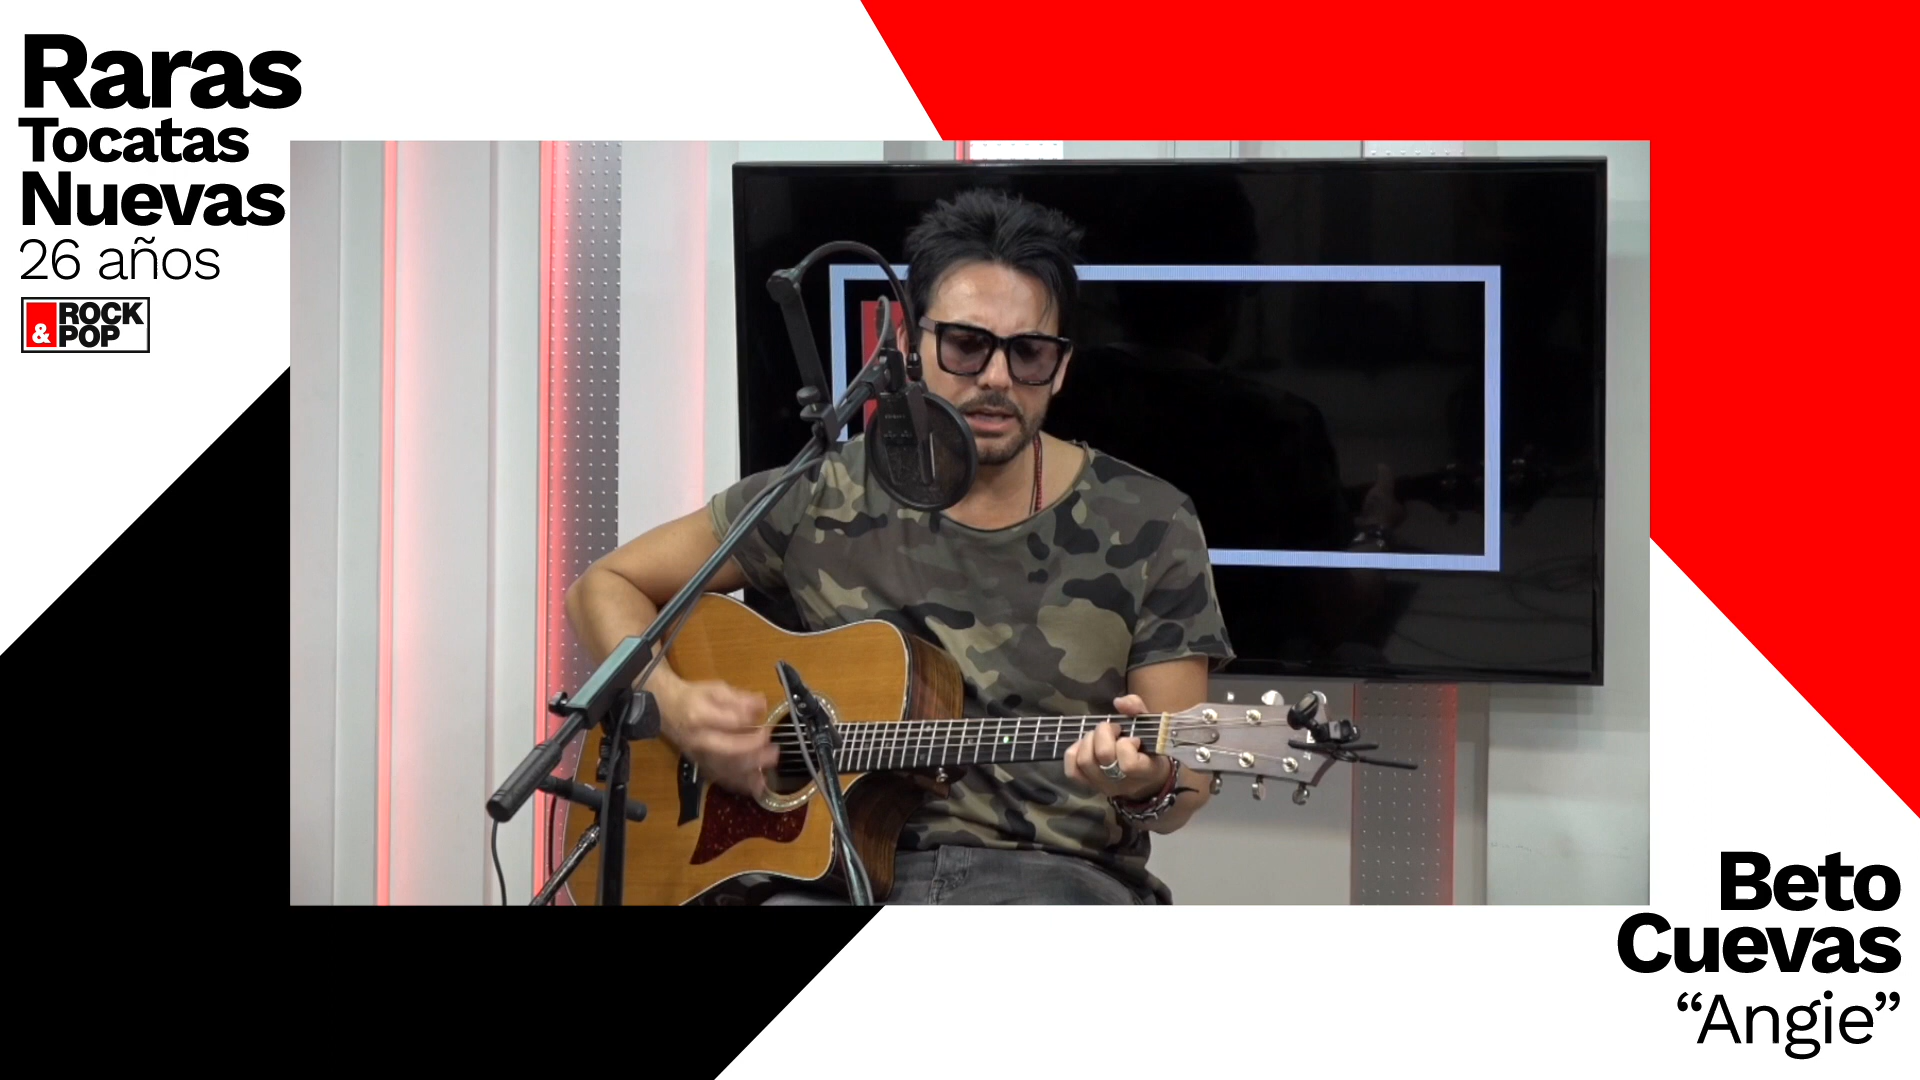 Raras
Tocatas
Nuevas
26 años
ROCK
& POP
Beto
Cuevas
“Angie”